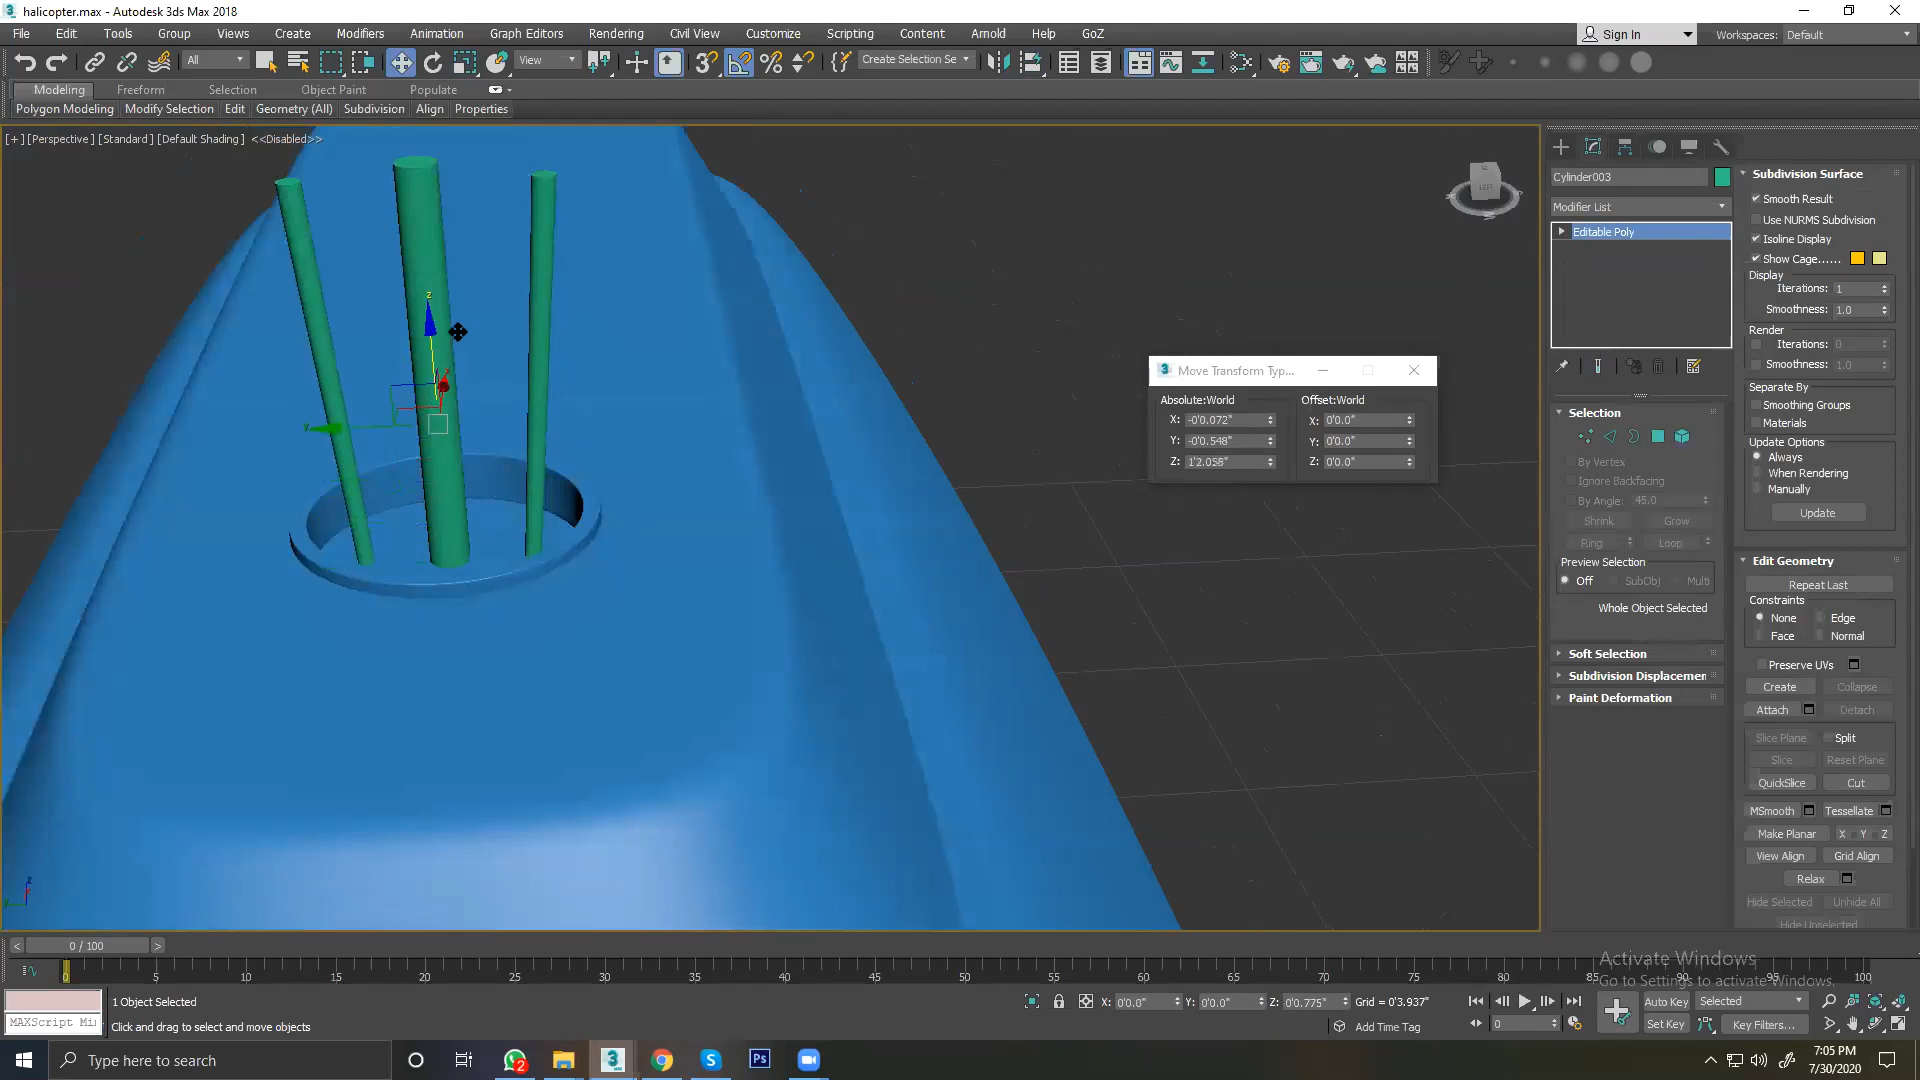 halicopter.max - Autodesk 3ds Max 2018
File Edit Tools Group Views Create Modifiers Animation Graph Editors Rendering Civil View Customize Scripting Content Arnold Help GoZ
Sign In Workspaces: Default
All View Create Selection Se
Modeling Freeform Selection Object Paint Populate
Polygon Modeling Modify Selection Edit Geometry (All) Subdivision Align Properties
[+] [Perspective] [Standard] [Default Shading] <<Disabled>>
LEFT
z
y
Move Transform Typ...
Absolute:World Offset:World
X: -0'0.072" X: 0'0.0"
Y: -0'0.548" Y: 0'0.0"
Z: 1'2.055" Z: 0'0.0"
Cylinder003
Modifier List
Editable Poly
Selection
By Vertex
Ignore Backfacing
By Angle: 45.0
Shrink Grow
Ring Loop
Preview Selection
Off SubObj Multi
Whole Object Selected
Soft Selection
Subdivision Displacemen
Paint Deformation
Subdivision Surface
Smooth Result
Use NURMS Subdivision
Isoline Display
Show Cage......
Display
Iterations: 1
Smoothness: 1.0
Render
Iterations: 0
Smoothness: 1.0
Separate By
Smoothing Groups
Materials
Update Options
Always
When Rendering
Manually
Update
Edit Geometry
Repeat Last
Constraints
None Edge
Face Normal
Preserve UVs
Create Collapse
Attach Detach
Slice Plane Split
Slice Reset Plane
QuickSlice Cut
MSmooth Tessellate
Make Planar X Y Z
View Align Grid Align
Relax
Hide Selected Unhide All
Hide Unselected
< 0 / 100 >
0 5 10 15 20 25 30 35 40 45 50 55 60 65 70 75 80 85 90 95 100
Activate Windows
Go to Settings to activate Windows.
MAXScript Mi
1 Object Selected
Click and drag to select and move objects
X: 0'0.0" Y: 0'0.0" Z: 0'0.775" Grid = 0'3.937"
Add Time Tag
0
Auto Key Selected
Set Key Key Filters...
Type here to search
2
Ps
7:05 PM
7/30/2020